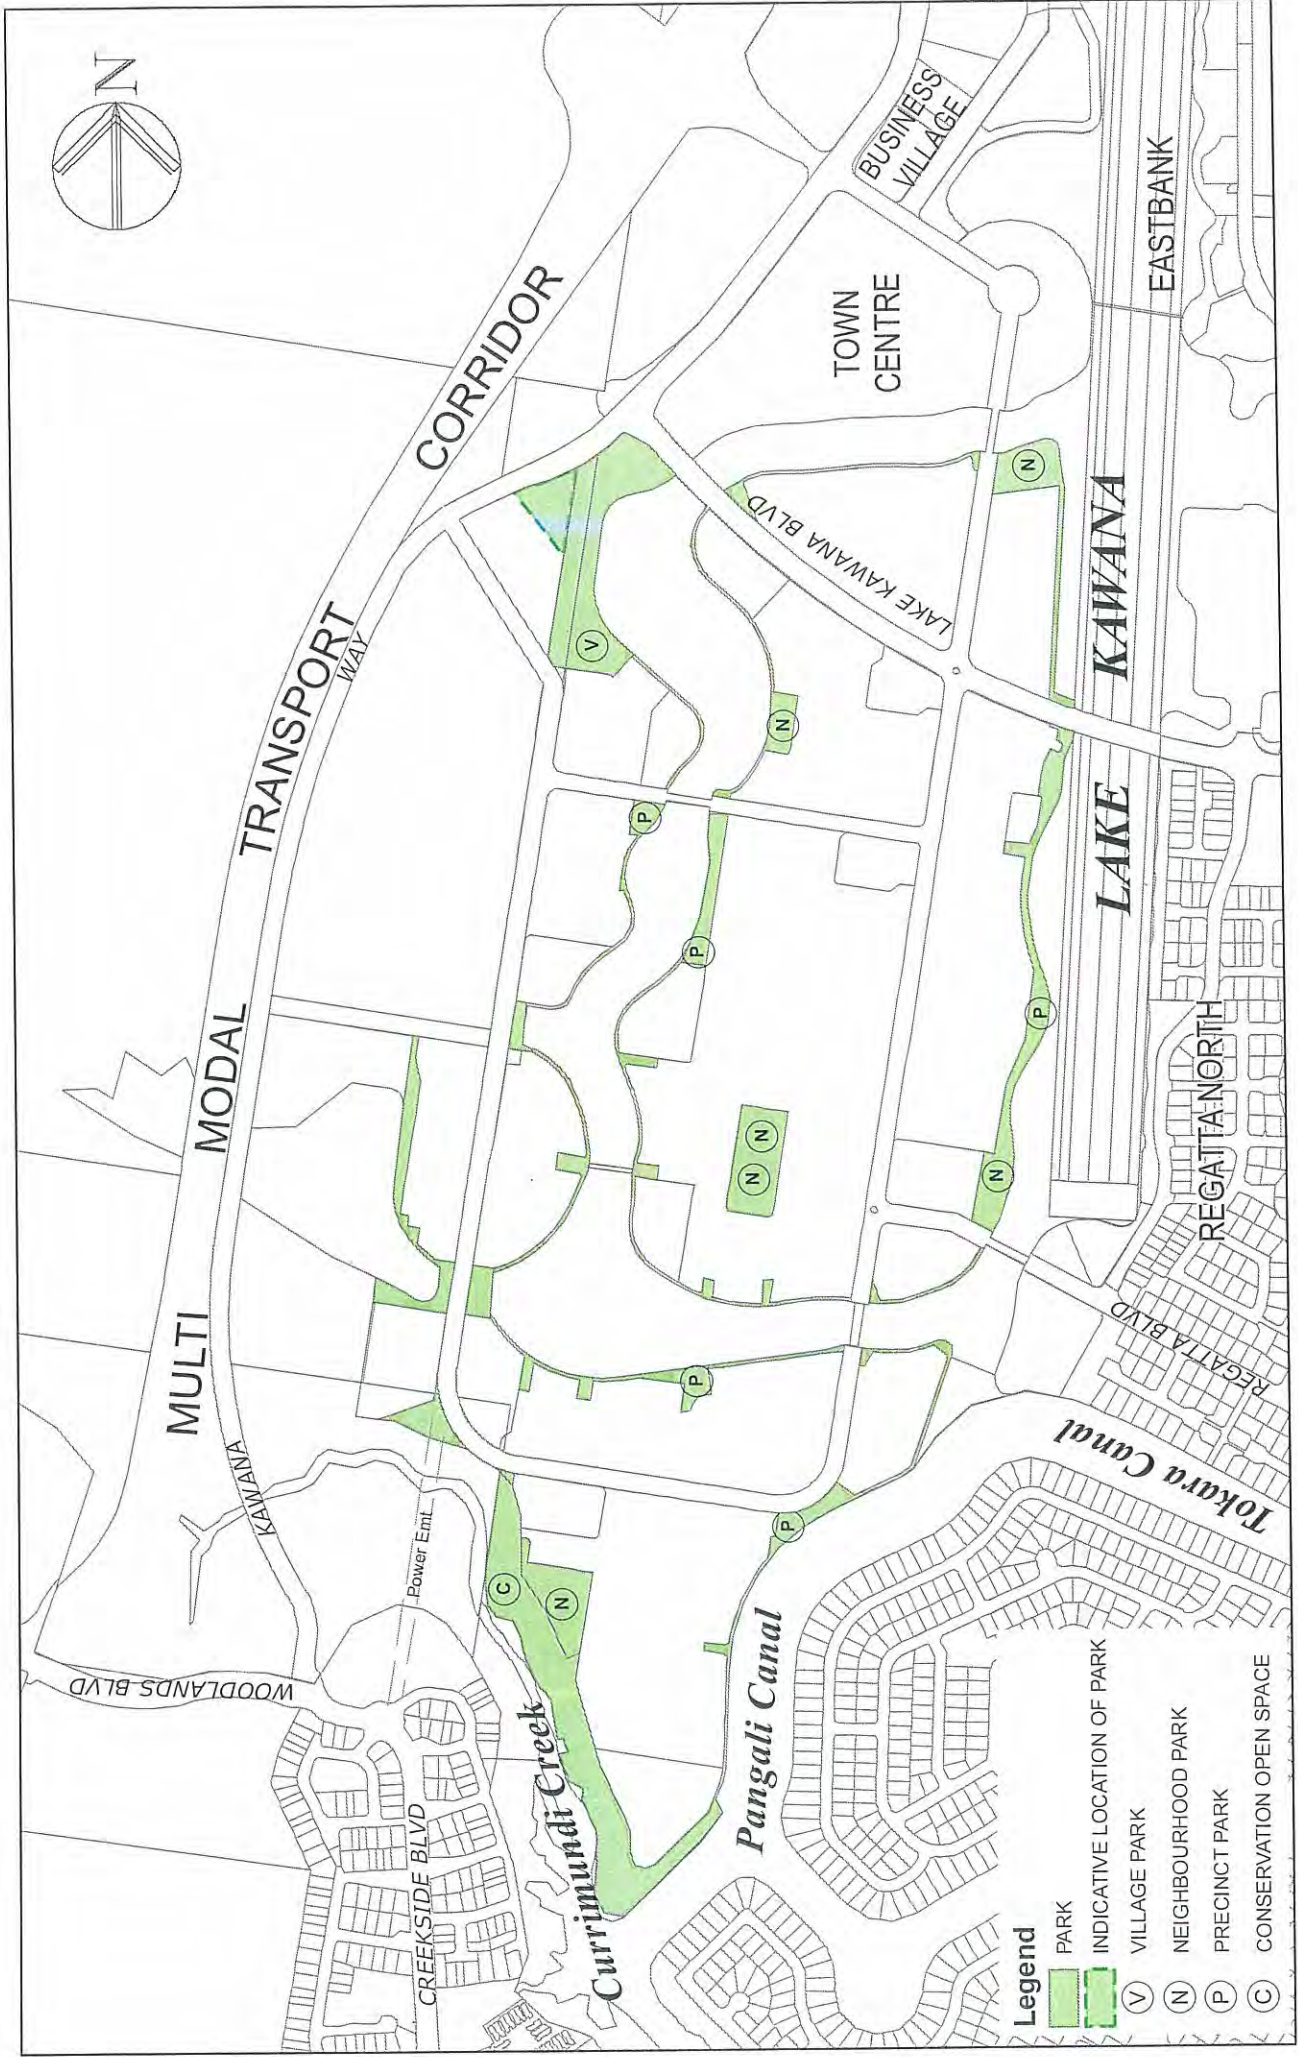 N
MULTI MODAL TRANSPORT CORRIDOR
KAWANA WAY
WOODLANDS BLVD
Power Emt
CREEKSIDE BLVD
Currimundi Creek
Pangali Canal
Tokara Canal
REGATTA BLVD
REGATTA NORTH
LAKE KAWANA
LAKE KAWANA BLVD
EASTBANK
TOWN
CENTRE
BUSINESS
VILLAGE
V
N
N
P
P
N
N
P
N
P
C
N
P
Legend
PARK
INDICATIVE LOCATION OF PARK
V VILLAGE PARK
N NEIGHBOURHOOD PARK
P PRECINCT PARK
C CONSERVATION OPEN SPACE